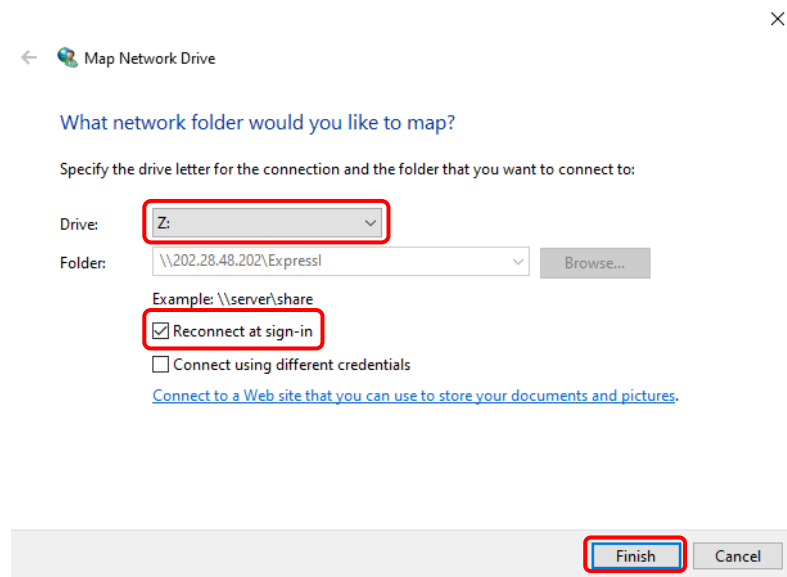 Map Network Drive
What network folder would you like to map?
Specify the drive letter for the connection and the folder that you want to connect to:
Drive: Z:
Folder: \\202.28.48.202\ExpressI Browse...
Example: \\server\share
Reconnect at sign-in
Connect using different credentials
Connect to a Web site that you can use to store your documents and pictures.
Finish Cancel